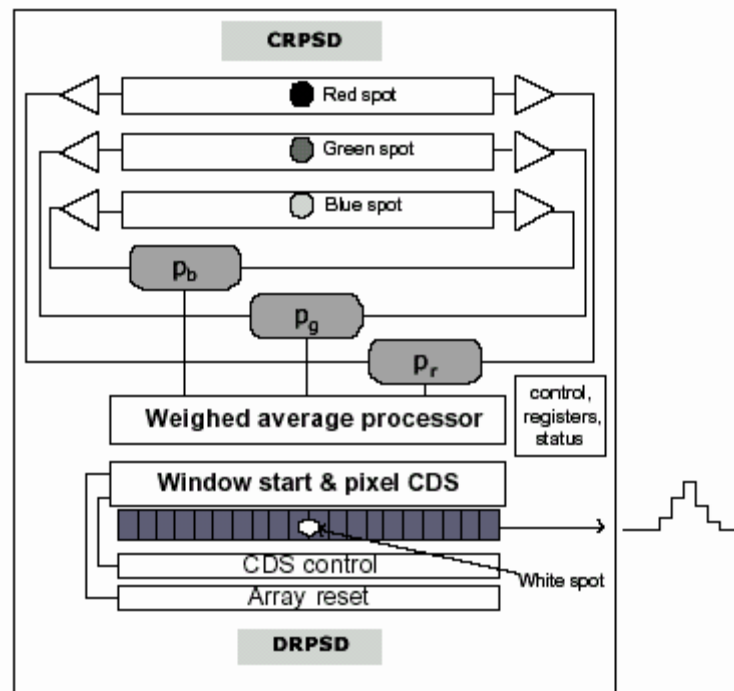 CRPSD
Red spot
Green spot
Blue spot
pb
pg
pr
Weighed average processor
control,
registers,
status
Window start & pixel CDS
CDS control
White spot
Array reset
DRPSD